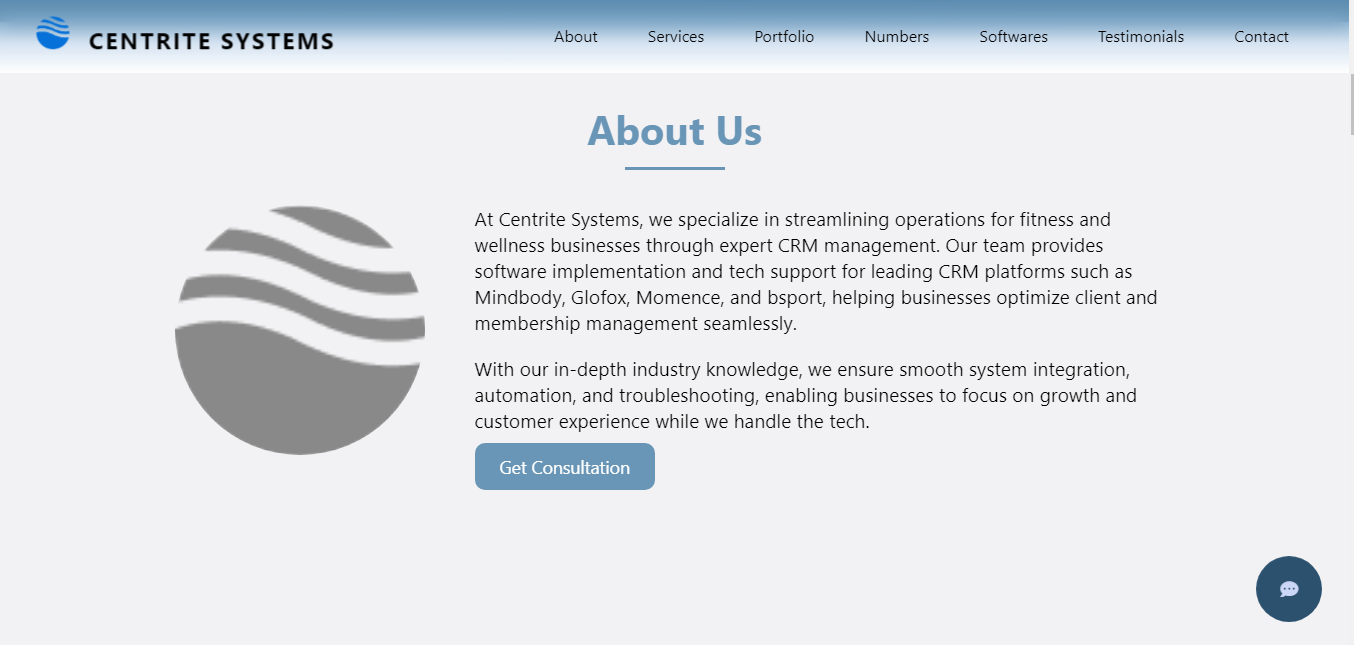 CENTRITE SYSTEMS
About Services Portfolio Numbers Softwares Testimonials Contact
About Us
At Centrite Systems, we specialize in streamlining operations for fitness and
wellness businesses through expert CRM management. Our team provides
software implementation and tech support for leading CRM platforms such as
Mindbody, Glofox, Momence, and bsport, helping businesses optimize client and
membership management seamlessly.
With our in-depth industry knowledge, we ensure smooth system integration,
automation, and troubleshooting, enabling businesses to focus on growth and
customer experience while we handle the tech.
Get Consultation